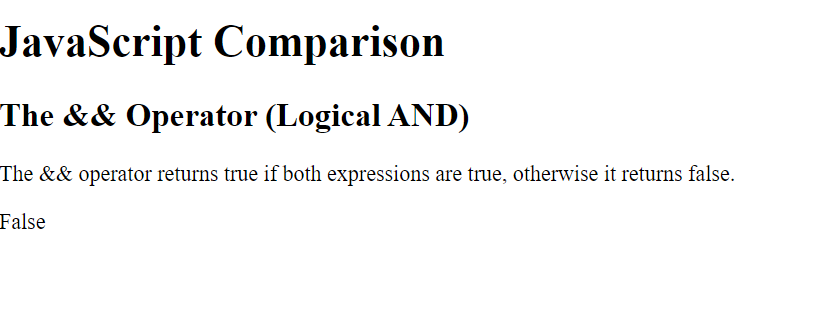 JavaScript Comparison
The && Operator (Logical AND)
The && operator returns true if both expressions are true, otherwise it returns false.
False